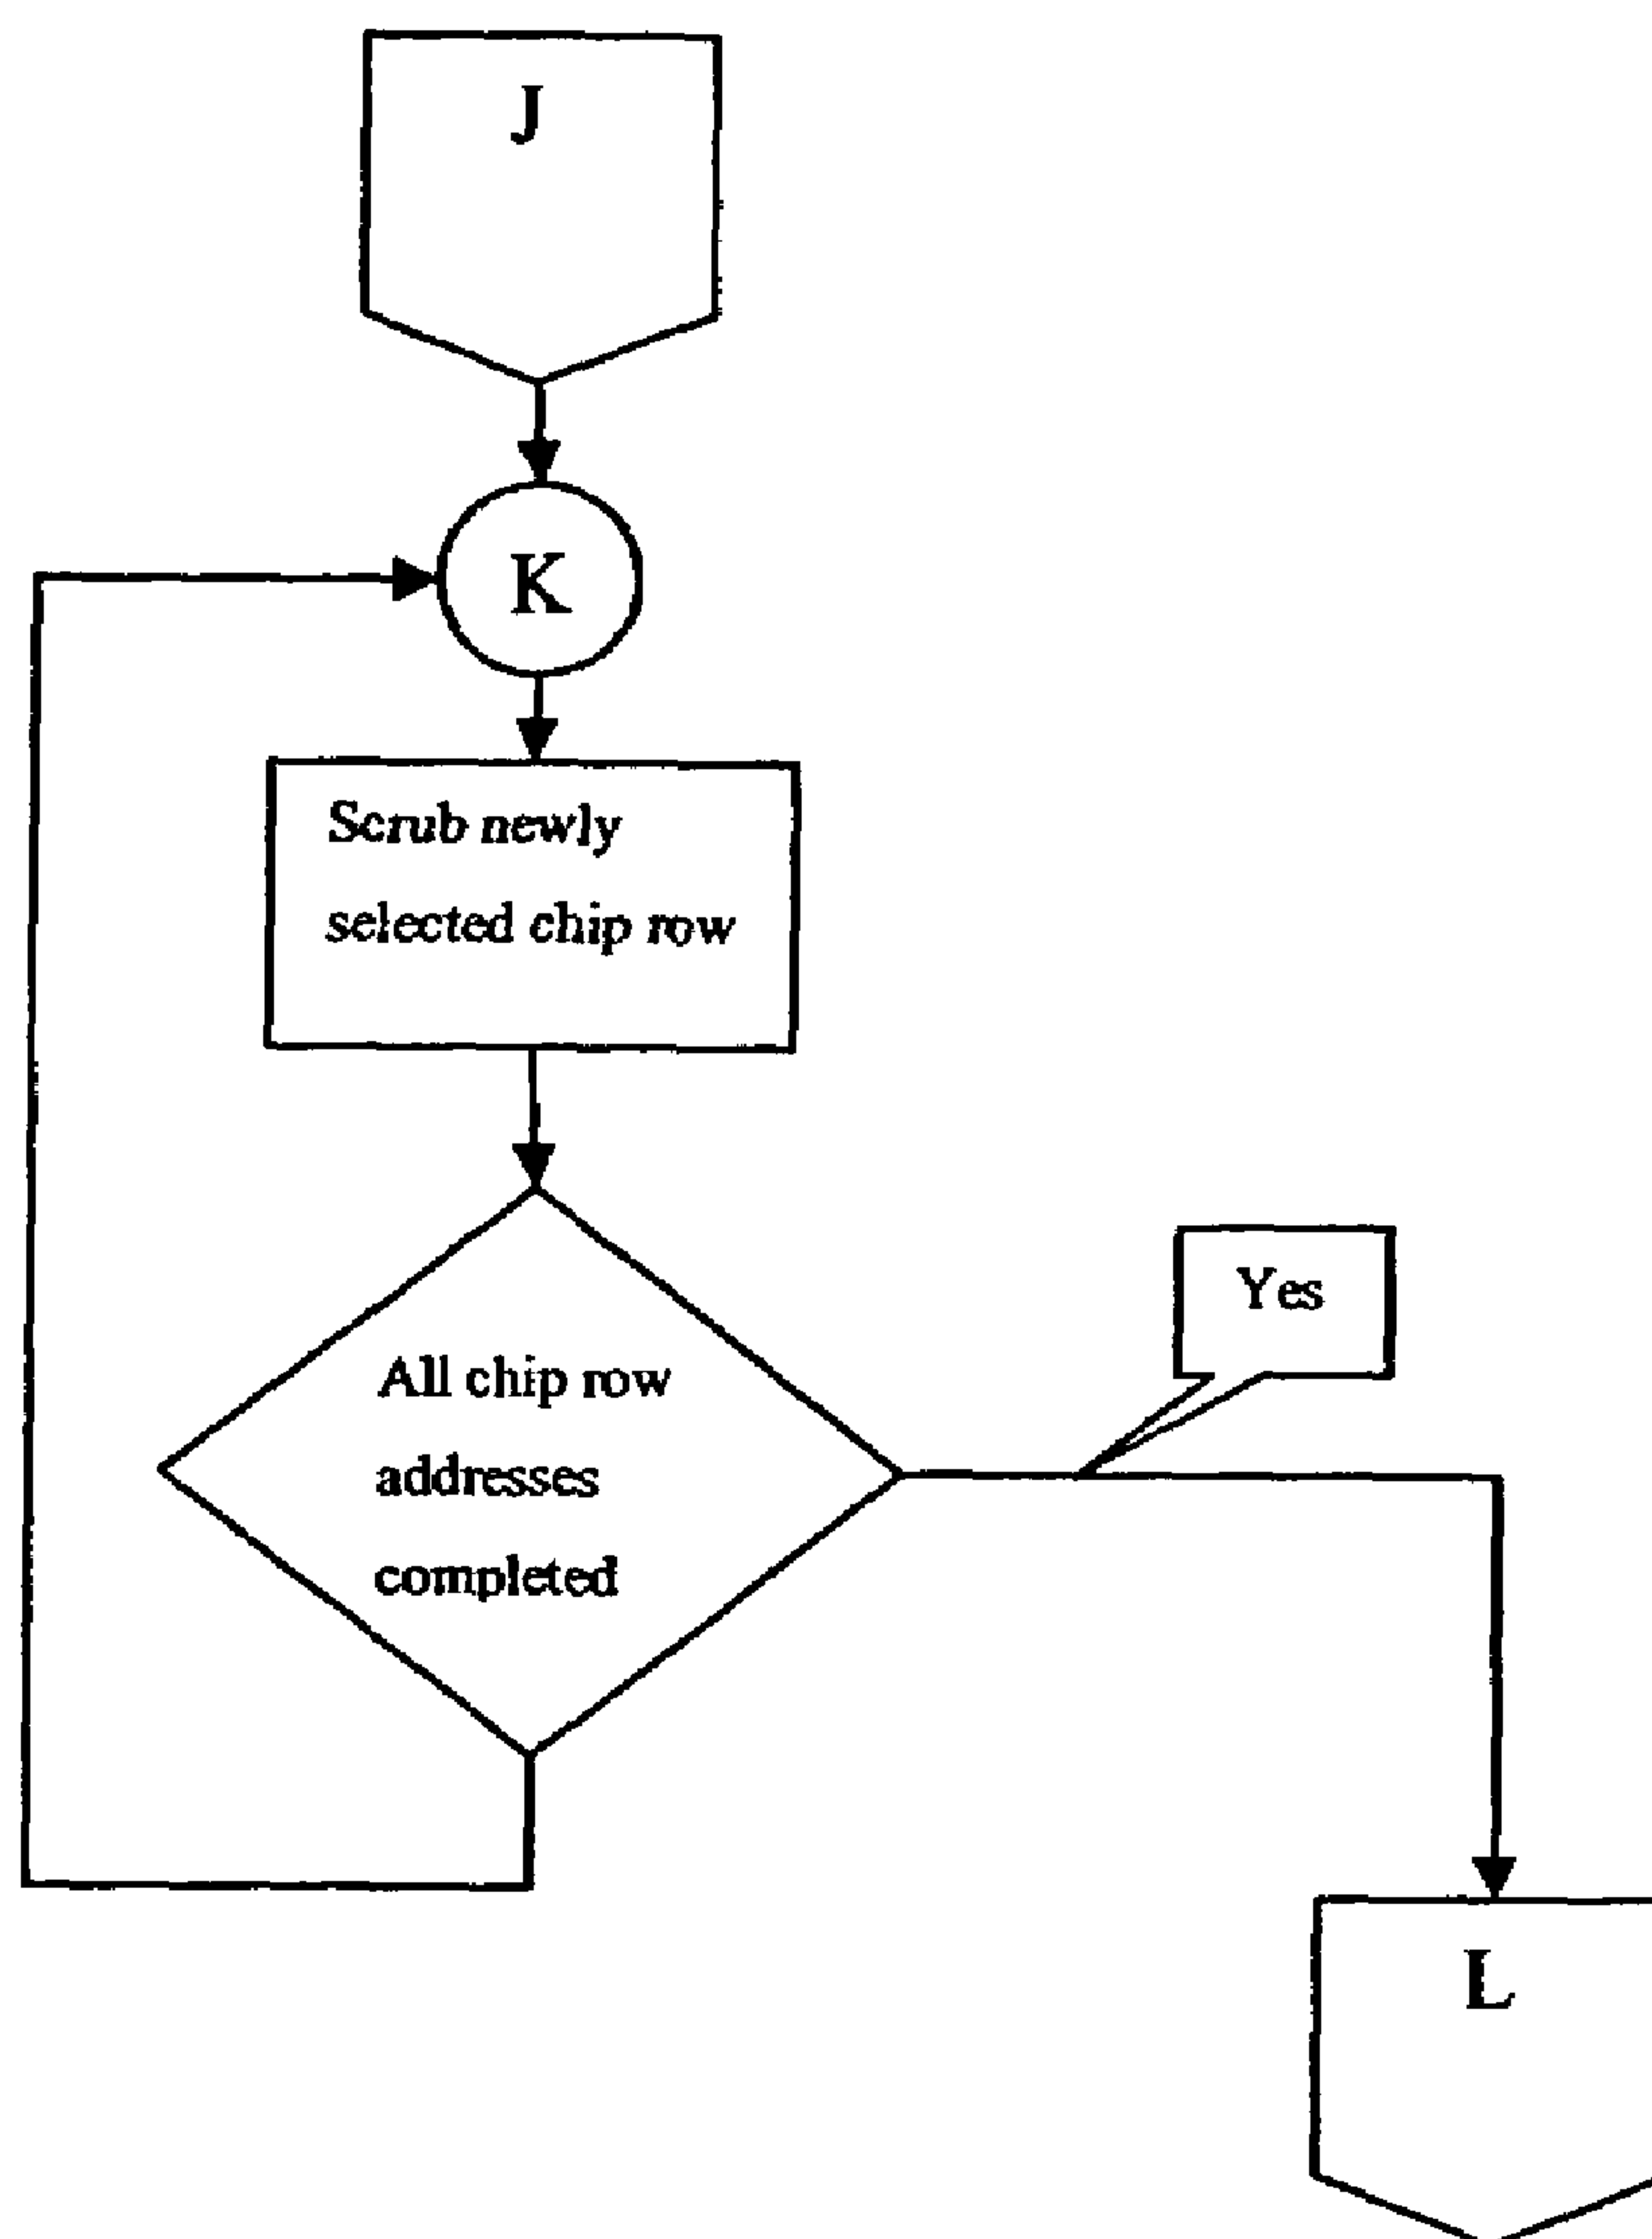 J
K
Scrub newly
selected chip row
Yes
All chip row
addresses
completed
L